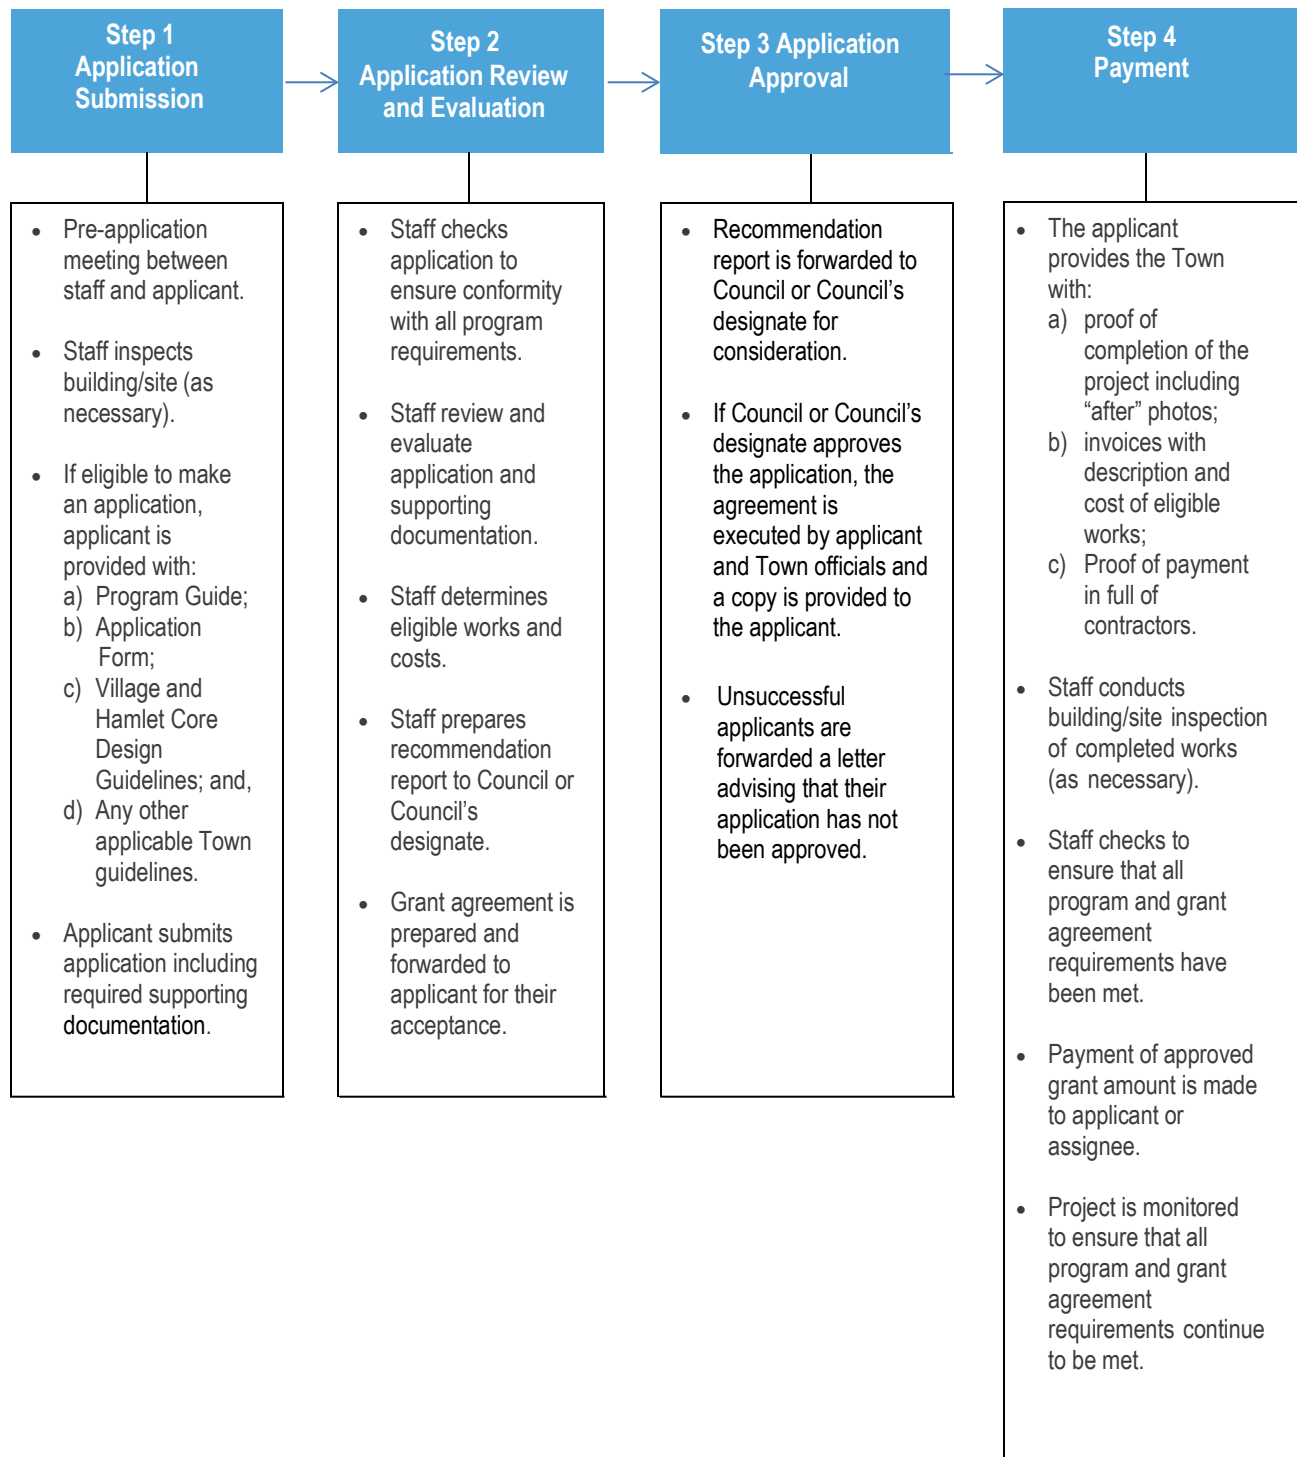 Step 1
Application
Submission
Step 2
Application Review
and Evaluation
Step 3 Application
Approval
Step 4
Payment
• Pre-application
meeting between
staff and applicant.
• Staff inspects
building/site (as
necessary).
• If eligible to make
an application,
applicant is
provided with:
a) Program Guide;
b) Application
Form;
c) Village and
Hamlet Core
Design
Guidelines; and,
d) Any other
applicable Town
guidelines.
• Applicant submits
application including
required supporting
documentation.
• Staff checks
application to
ensure conformity
with all program
requirements.
• Staff review and
evaluate
application and
supporting
documentation.
• Staff determines
eligible works and
costs.
• Staff prepares
recommendation
report to Council or
Council’s
designate.
• Grant agreement is
prepared and
forwarded to
applicant for their
acceptance.
• Recommendation
report is forwarded to
Council or Council’s
designate for
consideration.
• If Council or Council’s
designate approves
the application, the
agreement is
executed by applicant
and Town officials and
a copy is provided to
the applicant.
• Unsuccessful
applicants are
forwarded a letter
advising that their
application has not
been approved.
• The applicant
provides the Town
with:
a) proof of
completion of the
project including
“after” photos;
b) invoices with
description and
cost of eligible
works;
c) Proof of payment
in full of
contractors.
• Staff conducts
building/site inspection
of completed works
(as necessary).
• Staff checks to
ensure that all
program and grant
agreement
requirements have
been met.
• Payment of approved
grant amount is made
to applicant or
assignee.
• Project is monitored
to ensure that all
program and grant
agreement
requirements continue
to be met.